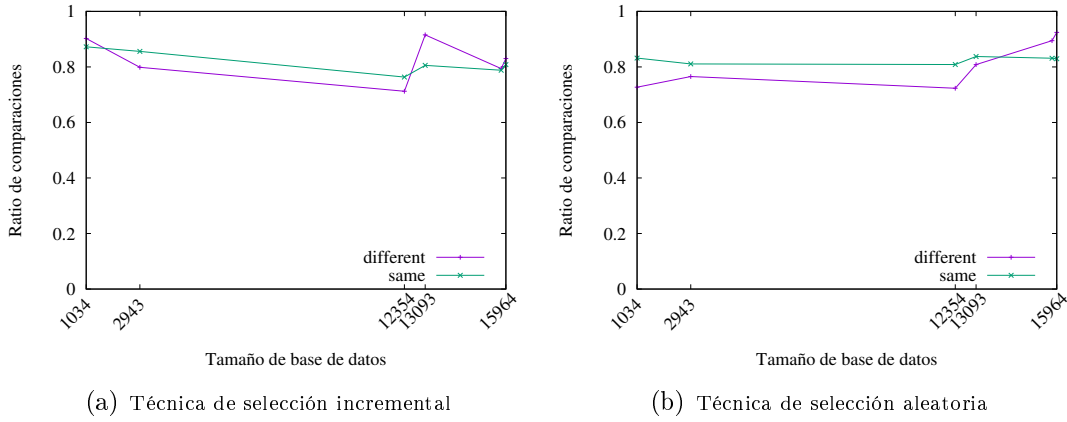 1
0.8
0.6
0.4
0.2
0
Ratio de comparaciones
different
same
1034
2943
12354
13093
15964
Tamaño de base de datos
(a) Técnica de selección incremental
1
0.8
0.6
0.4
0.2
0
Ratio de comparaciones
different
same
1034
2943
12354
13093
15964
Tamaño de base de datos
(b) Técnica de selección aleatoria